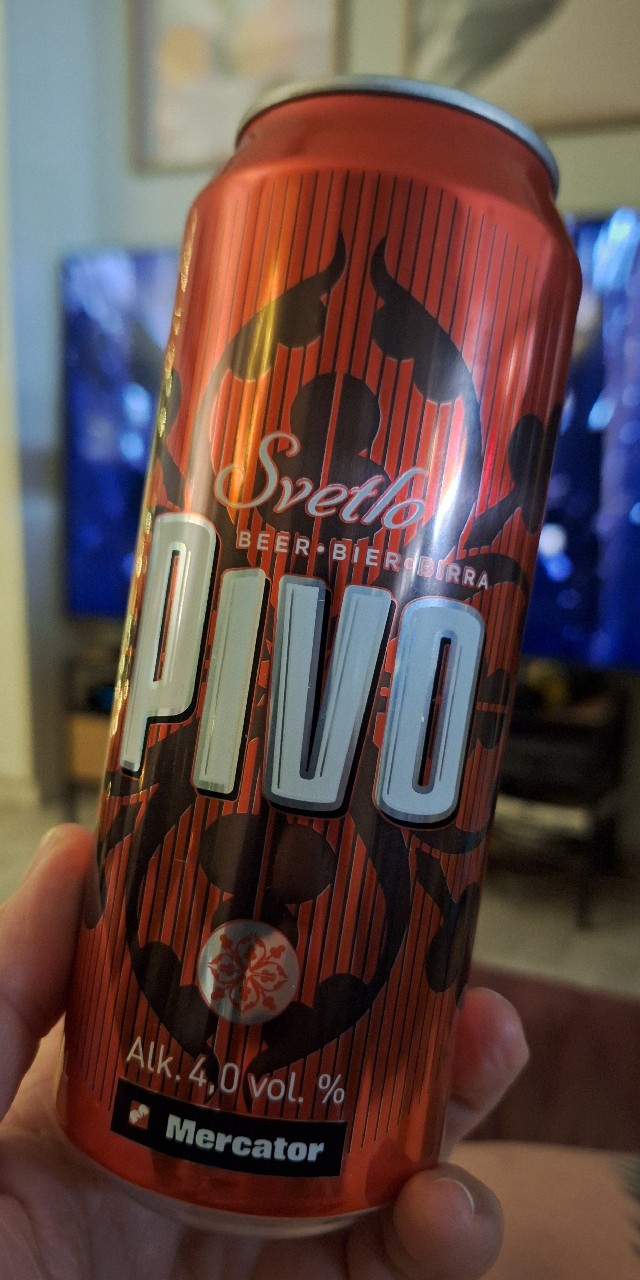 Svetlo
BEER•BIER•BIRRA
PIVO
Alk. 4,0 vol. %
Mercator